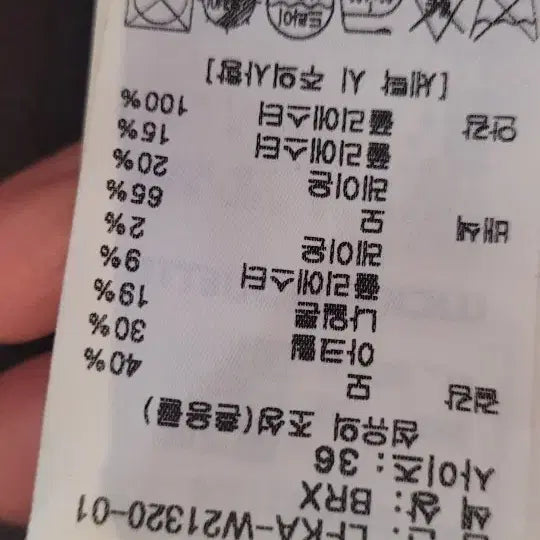 LFKA-W21320-01
색 상: BRX
사이즈: 36
섬유의 조성(혼용률)
겉감 모 40%
아크릴 30%
나일론 19%
폴리에스터 9%
레이온 2%
배색 모 65%
레이온 20%
폴리에스터 15%
안감 폴리에스터 100%
[세탁 시 주의사항]
드라이